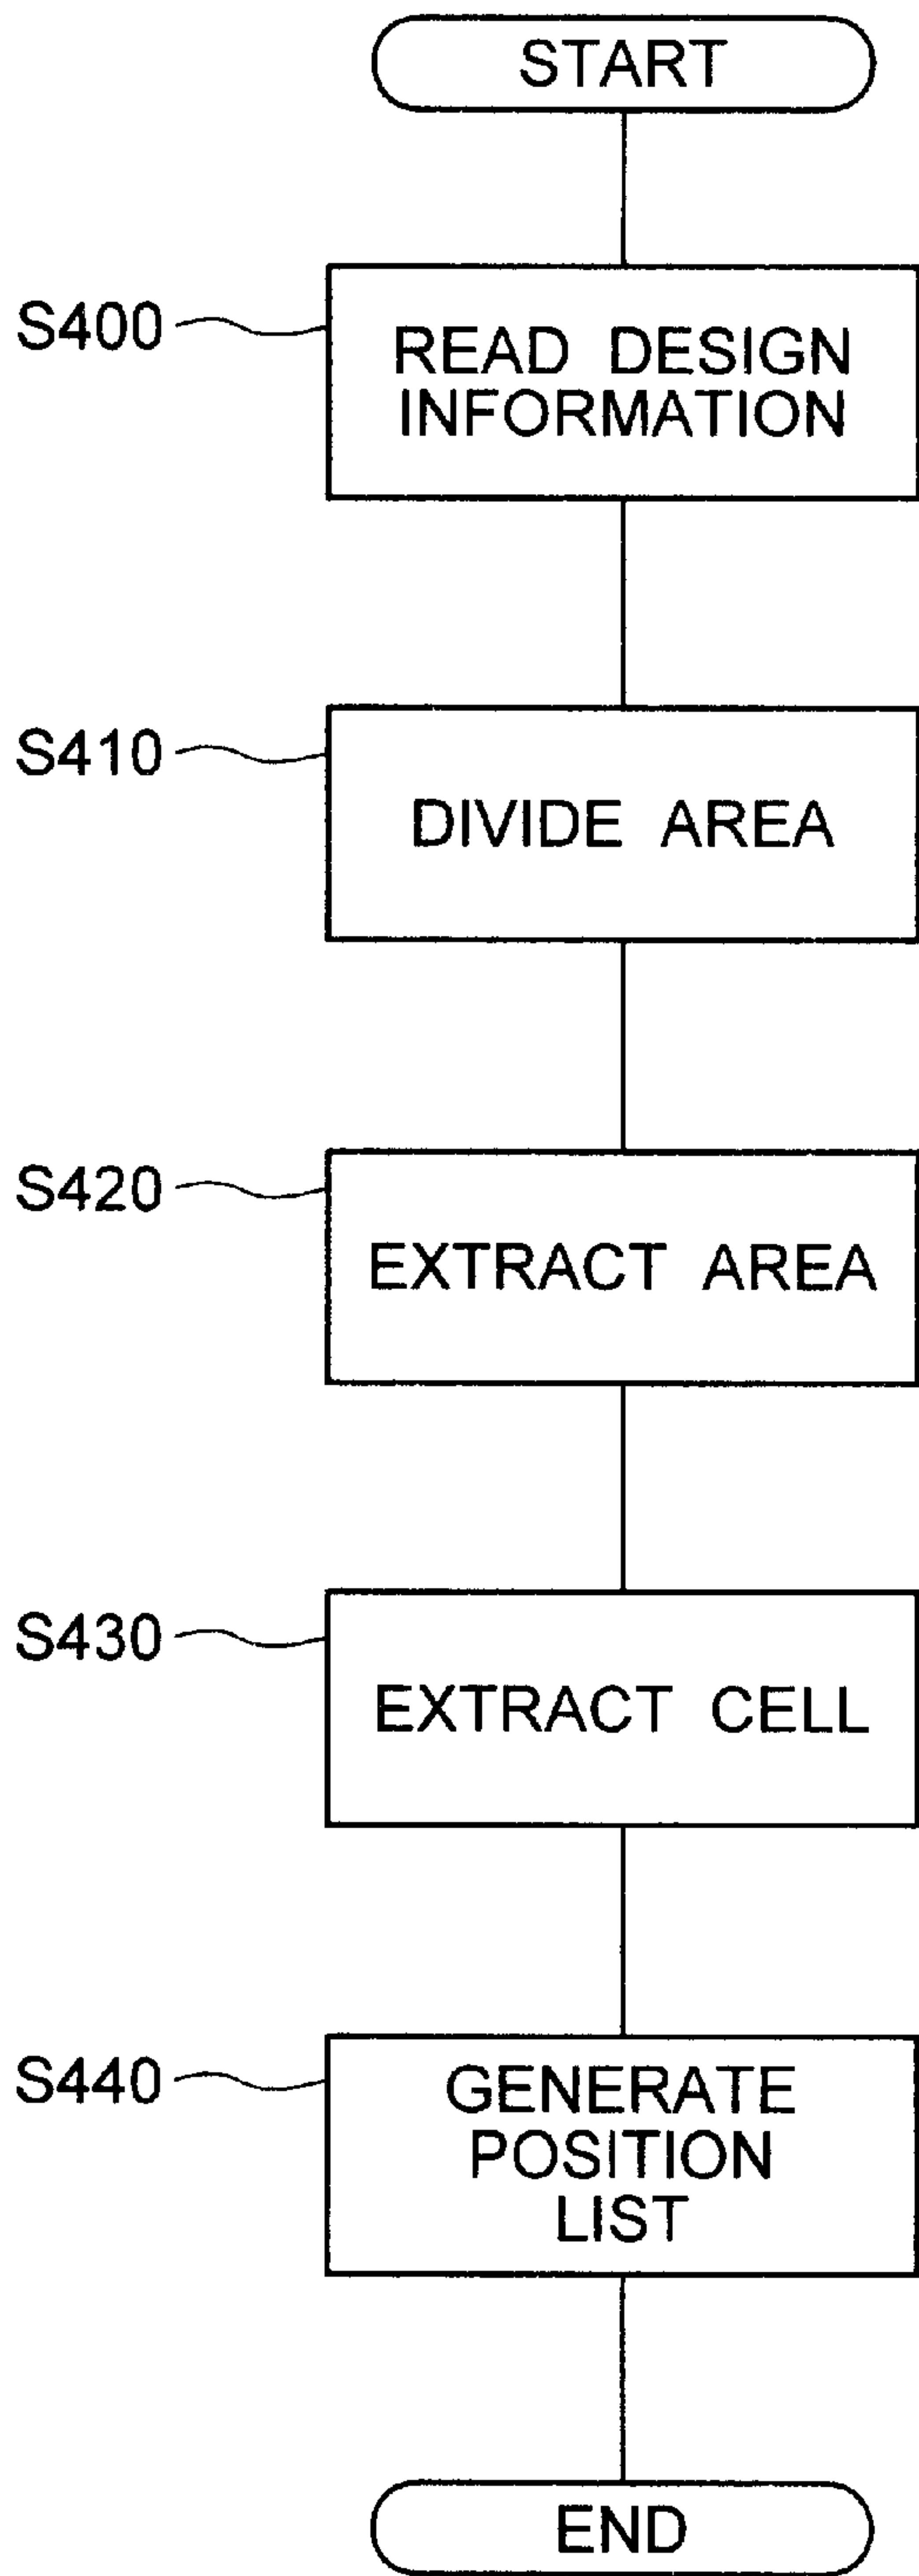 START
S400
READ DESIGN
INFORMATION
S410
DIVIDE AREA
S420
EXTRACT AREA
S430
EXTRACT CELL
S440
GENERATE
POSITION
LIST
END